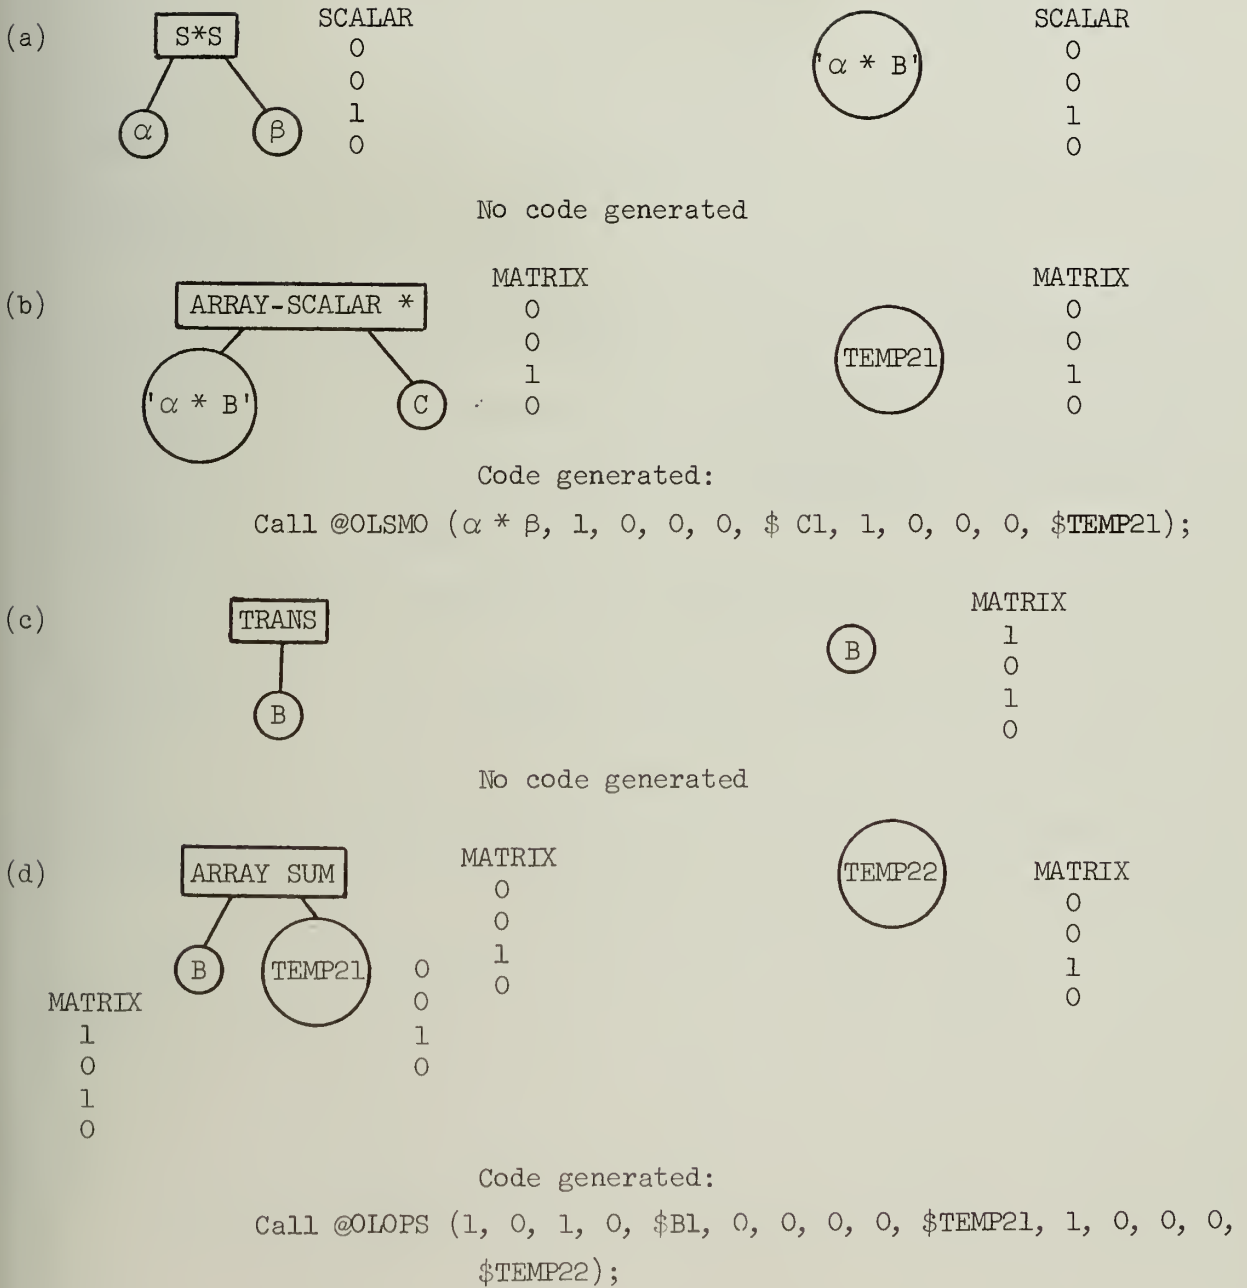 (a)
S*S
α
β
SCALAR
0
0
1
0
'α * B'
SCALAR
0
0
1
0
No code generated
(b)
ARRAY-SCALAR *
'α * B'
C
MATRIX
0
0
1
0
TEMP21
MATRIX
0
0
1
0
Code generated:
Call @OLSMO (α * β, 1, 0, 0, 0, $ C1, 1, 0, 0, 0, $TEMP21);
(c)
TRANS
B
B
MATRIX
1
0
1
0
No code generated
(d)
ARRAY SUM
B
TEMP21
MATRIX
1
0
1
0
0
0
1
0
MATRIX
0
0
1
0
TEMP22
MATRIX
0
0
1
0
Code generated:
Call @OLOPS (1, 0, 1, 0, $B1, 0, 0, 0, 0, $TEMP21, 1, 0, 0, 0,
$TEMP22);